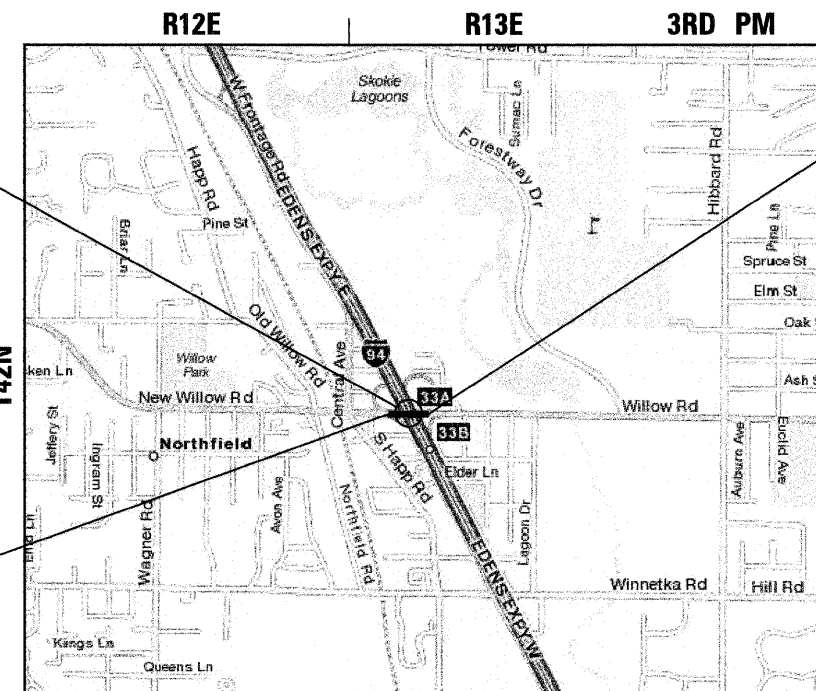 R12E R13E 3RD PM
Tower Rd
Skokie
Lagoons
W Frontage Rd
EDENS EXPY E
Forestway Dr
Sumac Ln
Hibbard Rd
Happ Rd
Pine St
Briar Ln
Pine Ln
Spruce St
Elm St
Oak
Old Willow Rd
94
Central Ave
T42N
Willow
Park
ken Ln
New Willow Rd
33A
Willow Rd
Ash
33B
Jeffery St
Northfield
S Happ Rd
Elder Ln
Auburn Ave
Euclid Ave
Ingram St
Avon Ave
Northfield Rd
Lagoon Dr
Wagner Rd
EDENS EXPY W
Winnetka Rd
Hill Rd
Kings Ln
Queens Ln